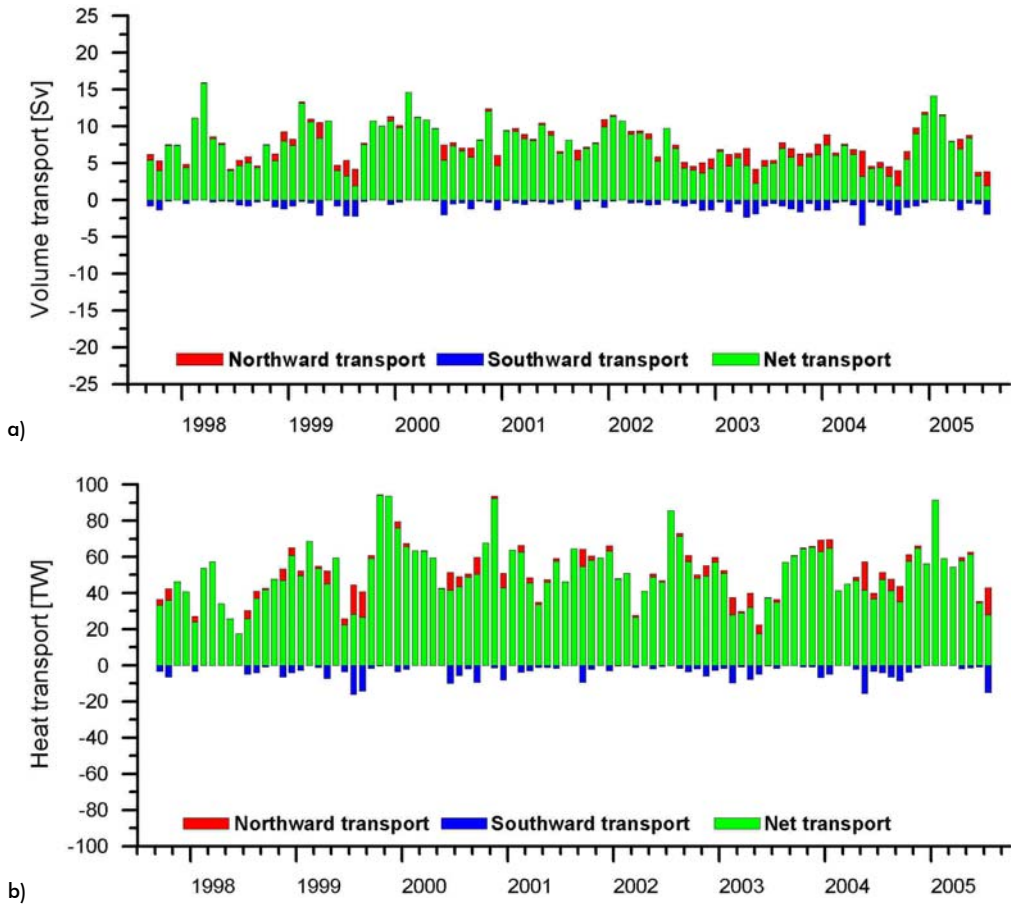 25
20
15
10
5
0
-5
-10
-15
-20
-25
Volume transport [Sv]
Northward transport Southward transport Net transport
1998 1999 2000 2001 2002 2003 2004 2005
a)
100
80
60
40
20
0
-20
-40
-60
-80
-100
Heat transport [TW]
Northward transport Southward transport Net transport
1998 1999 2000 2001 2002 2003 2004 2005
b)